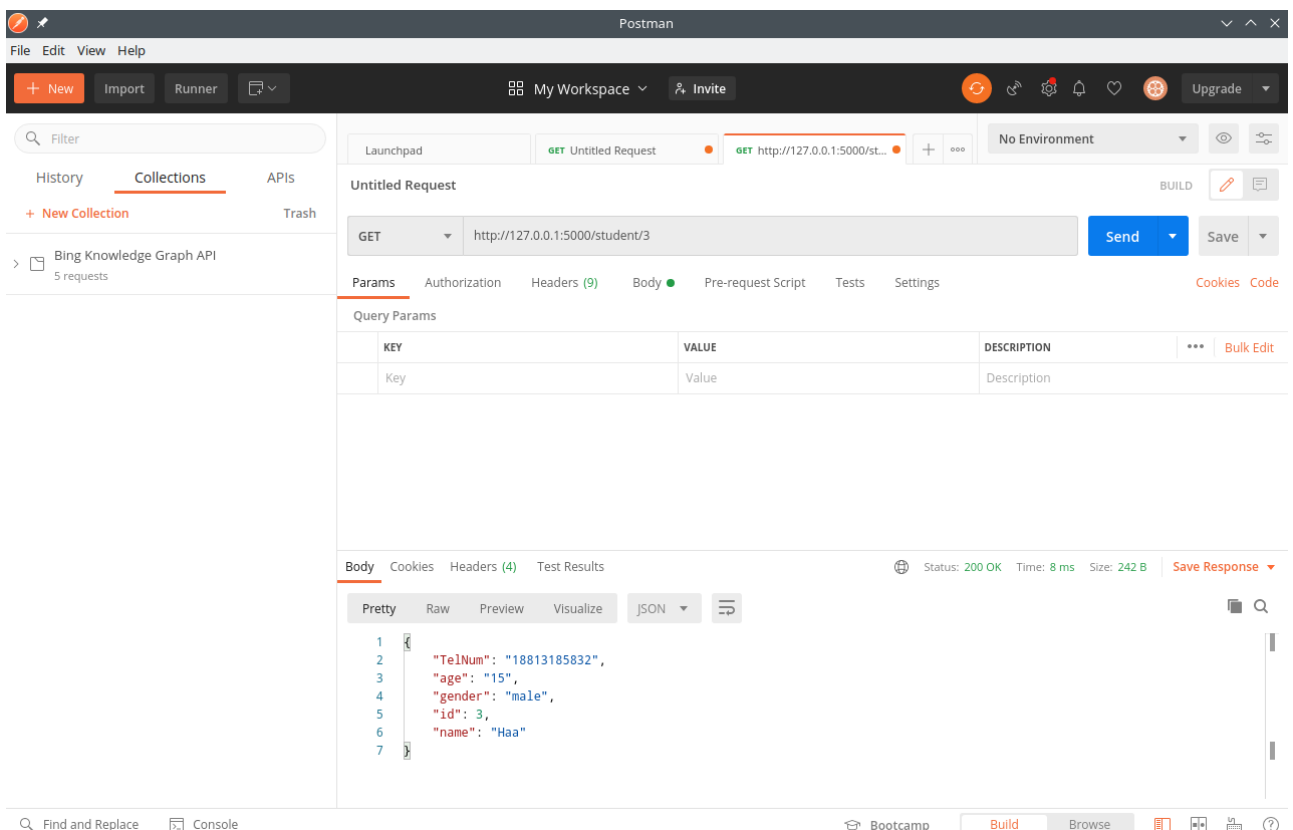 Postman
File Edit View Help
+ New Import Runner My Workspace Invite Upgrade
Filter
History Collections APIs
+ New Collection Trash
Bing Knowledge Graph API
5 requests
Launchpad GET Untitled Request GET http://127.0.0.1:5000/st... + No Environment
Untitled Request BUILD
GET http://127.0.0.1:5000/student/3 Send Save
Params Authorization Headers (9) Body Pre-request Script Tests Settings Cookies Code
Query Params
KEY VALUE DESCRIPTION Bulk Edit
Key Value Description
Body Cookies Headers (4) Test Results Status: 200 OK Time: 8 ms Size: 242 B Save Response
Pretty Raw Preview Visualize JSON
1 {
2 "TelNum": "18813185832",
3 "age": "15",
4 "gender": "male",
5 "id": 3,
6 "name": "Haa"
7 }
Find and Replace Console Bootcamp Build Browse